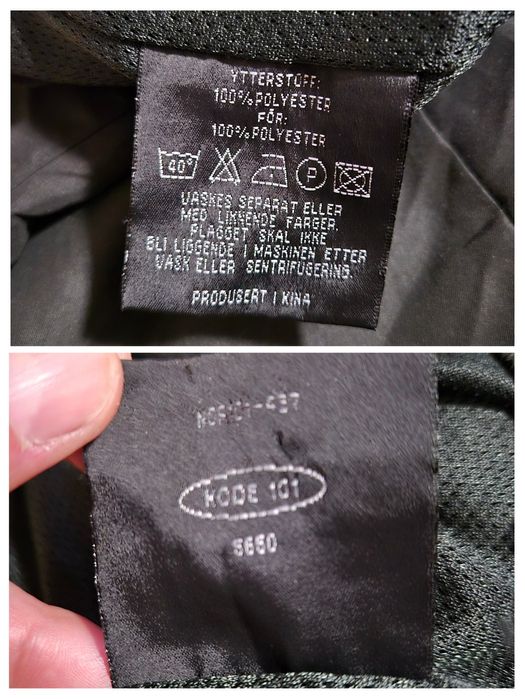 YTTERSTOFF:
100%POLYESTER
FÔR:
100%POLYESTER
40° P
VASKES SEPARAT ELLER
MED LIKNENDE FARGER.
PLAGGET SKAL IKKE
BLI LIGGENDE I MASKINEN ETTER
VASK ELLER SENTRIFUGERING.
PRODUSERT I KINA
KODE 101
5650